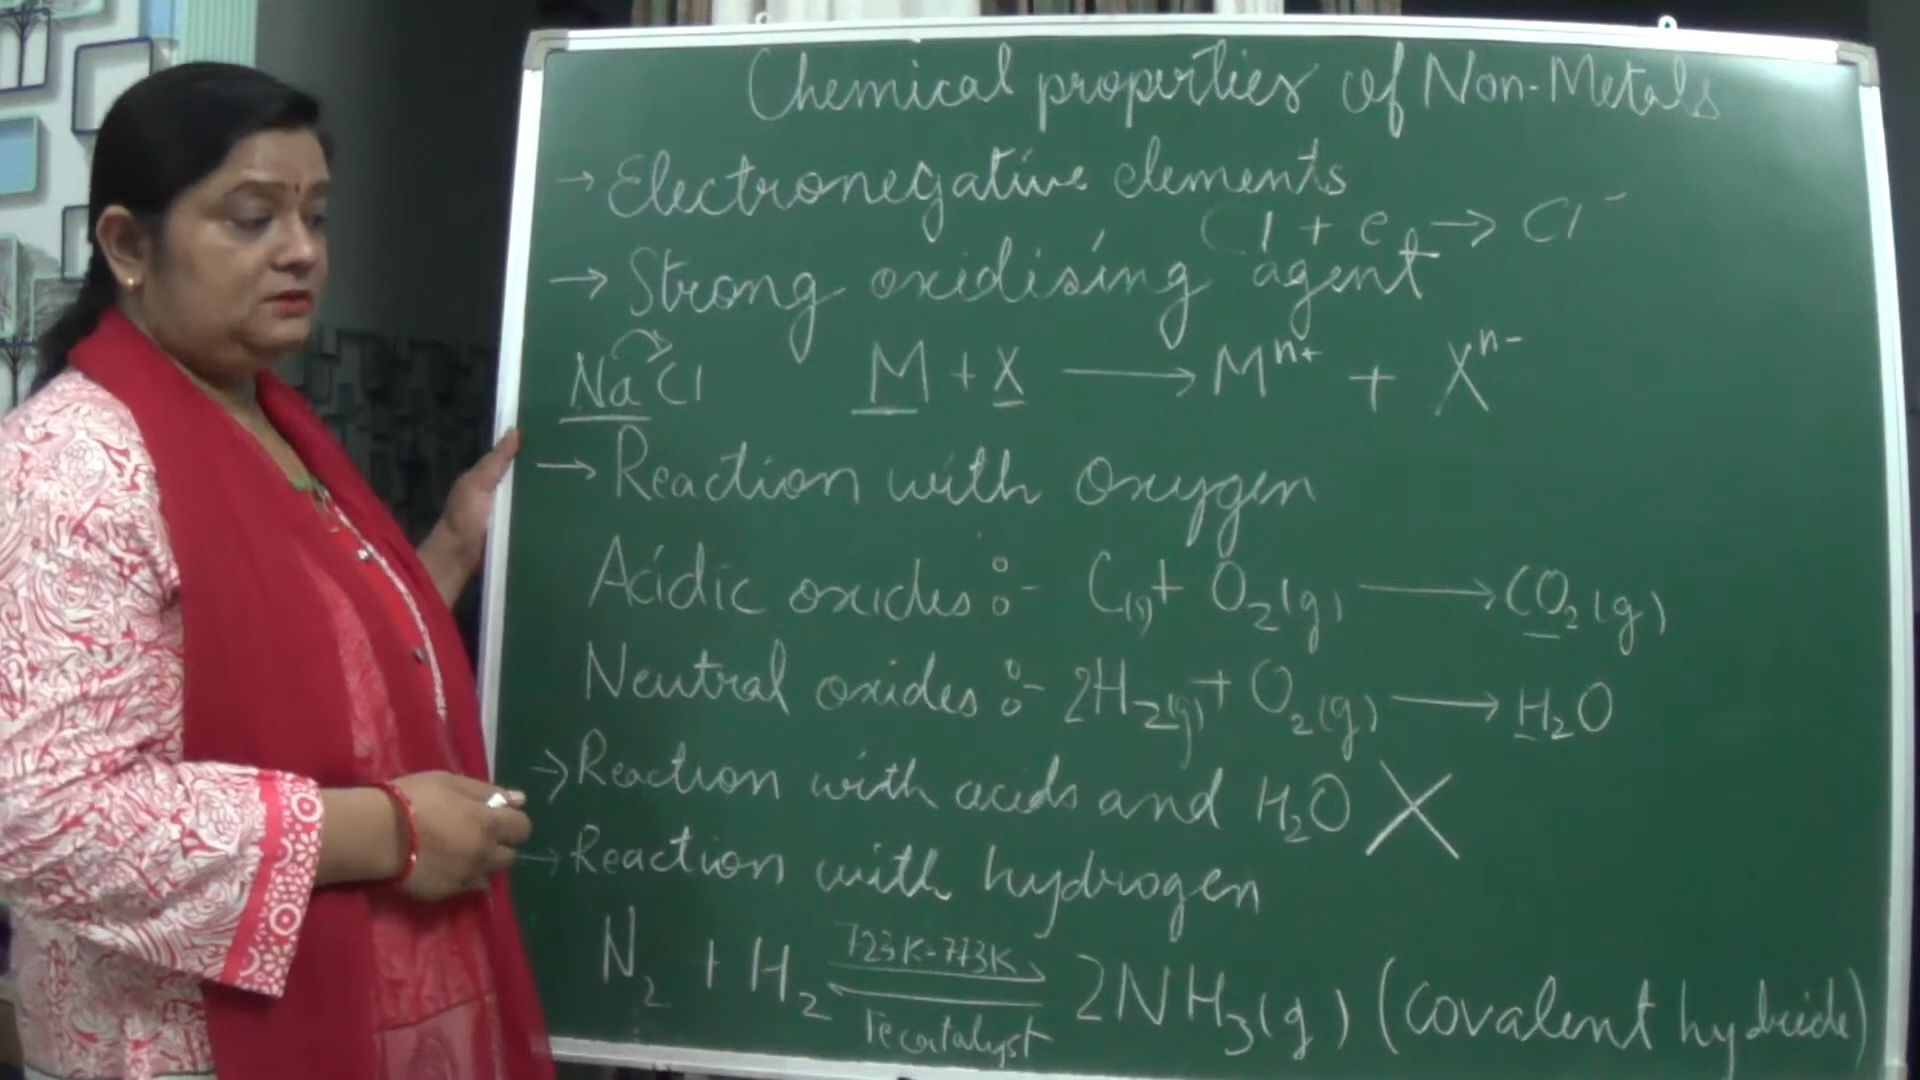 Chemical properties of Non-Metals
→ Electronegative elements
Cl + e → Cl⁻
→ Strong oxidising agent
NaCl M + X ⟶ Mⁿ⁺ + Xⁿ⁻
→ Reaction with Oxygen
Acidic oxides :- C(s) + O₂(g) ⟶ CO₂(g)
Neutral oxides :- 2H₂(g) + O₂(g) ⟶ H₂O
→ Reaction with acids and H₂O X
→ Reaction with hydrogen
723K-773K
N₂ + H₂ ⇌ 2NH₃(g) (covalent hydride)
Fe catalyst